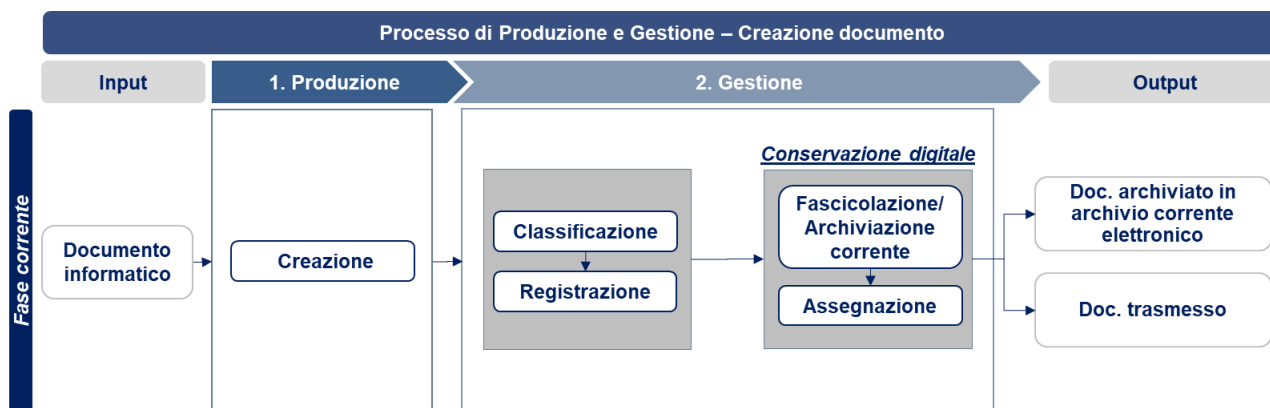 Processo di Produzione e Gestione – Creazione documento
Input
1. Produzione
2. Gestione
Output
Fase corrente
Documento
informatico
Creazione
Classificazione
Registrazione
Conservazione digitale
Fascicolazione/
Archiviazione
corrente
Assegnazione
Doc. archiviato in
archivio corrente
elettronico
Doc. trasmesso